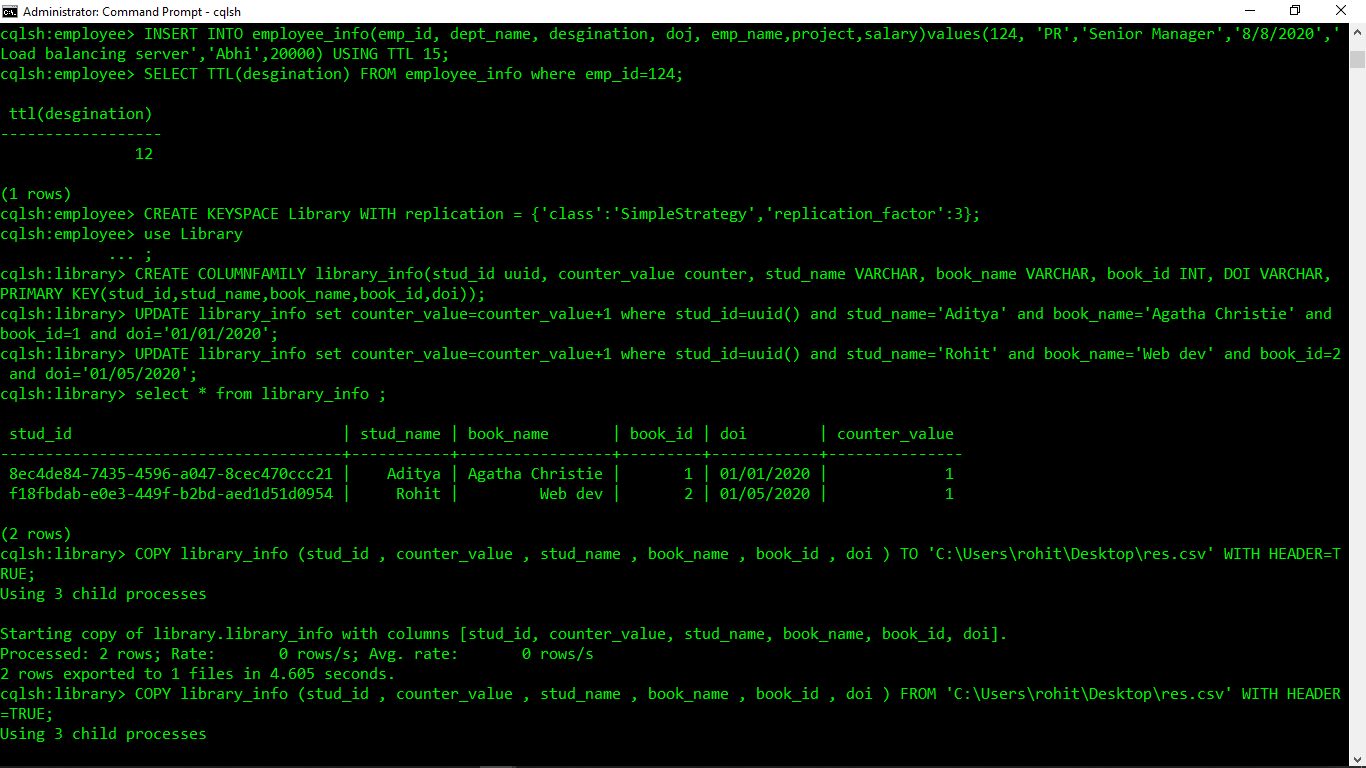 Administrator: Command Prompt - cqlsh
cqlsh:employee> INSERT INTO employee_info(emp_id, dept_name, desgination, doj, emp_name,project,salary)values(124, 'PR','Senior Manager','8/8/2020','
Load balancing server','Abhi',20000) USING TTL 15;
cqlsh:employee> SELECT TTL(desgination) FROM employee_info where emp_id=124;
ttl(desgination)
------------------
12
(1 rows)
cqlsh:employee> CREATE KEYSPACE Library WITH replication = {'class':'SimpleStrategy','replication_factor':3};
cqlsh:employee> use Library
... ;
cqlsh:library> CREATE COLUMNFAMILY library_info(stud_id uuid, counter_value counter, stud_name VARCHAR, book_name VARCHAR, book_id INT, DOI VARCHAR,
PRIMARY KEY(stud_id,stud_name,book_name,book_id,doi));
cqlsh:library> UPDATE library_info set counter_value=counter_value+1 where stud_id=uuid() and stud_name='Aditya' and book_name='Agatha Christie' and
book_id=1 and doi='01/01/2020';
cqlsh:library> UPDATE library_info set counter_value=counter_value+1 where stud_id=uuid() and stud_name='Rohit' and book_name='Web dev' and book_id=2
and doi='01/05/2020';
cqlsh:library> select * from library_info ;
stud_id | stud_name | book_name | book_id | doi | counter_value
--------------------------------------+-----------+-----------------+---------+------------+---------------
8ec4de84-7435-4596-a047-8cec470ccc21 | Aditya | Agatha Christie | 1 | 01/01/2020 | 1
f18fbdab-e0e3-449f-b2bd-aed1d51d0954 | Rohit | Web dev | 2 | 01/05/2020 | 1
(2 rows)
cqlsh:library> COPY library_info (stud_id , counter_value , stud_name , book_name , book_id , doi ) TO 'C:\Users\rohit\Desktop\res.csv' WITH HEADER=T
RUE;
Using 3 child processes
Starting copy of library.library_info with columns [stud_id, counter_value, stud_name, book_name, book_id, doi].
Processed: 2 rows; Rate: 0 rows/s; Avg. rate: 0 rows/s
2 rows exported to 1 files in 4.605 seconds.
cqlsh:library> COPY library_info (stud_id , counter_value , stud_name , book_name , book_id , doi ) FROM 'C:\Users\rohit\Desktop\res.csv' WITH HEADER
=TRUE;
Using 3 child processes